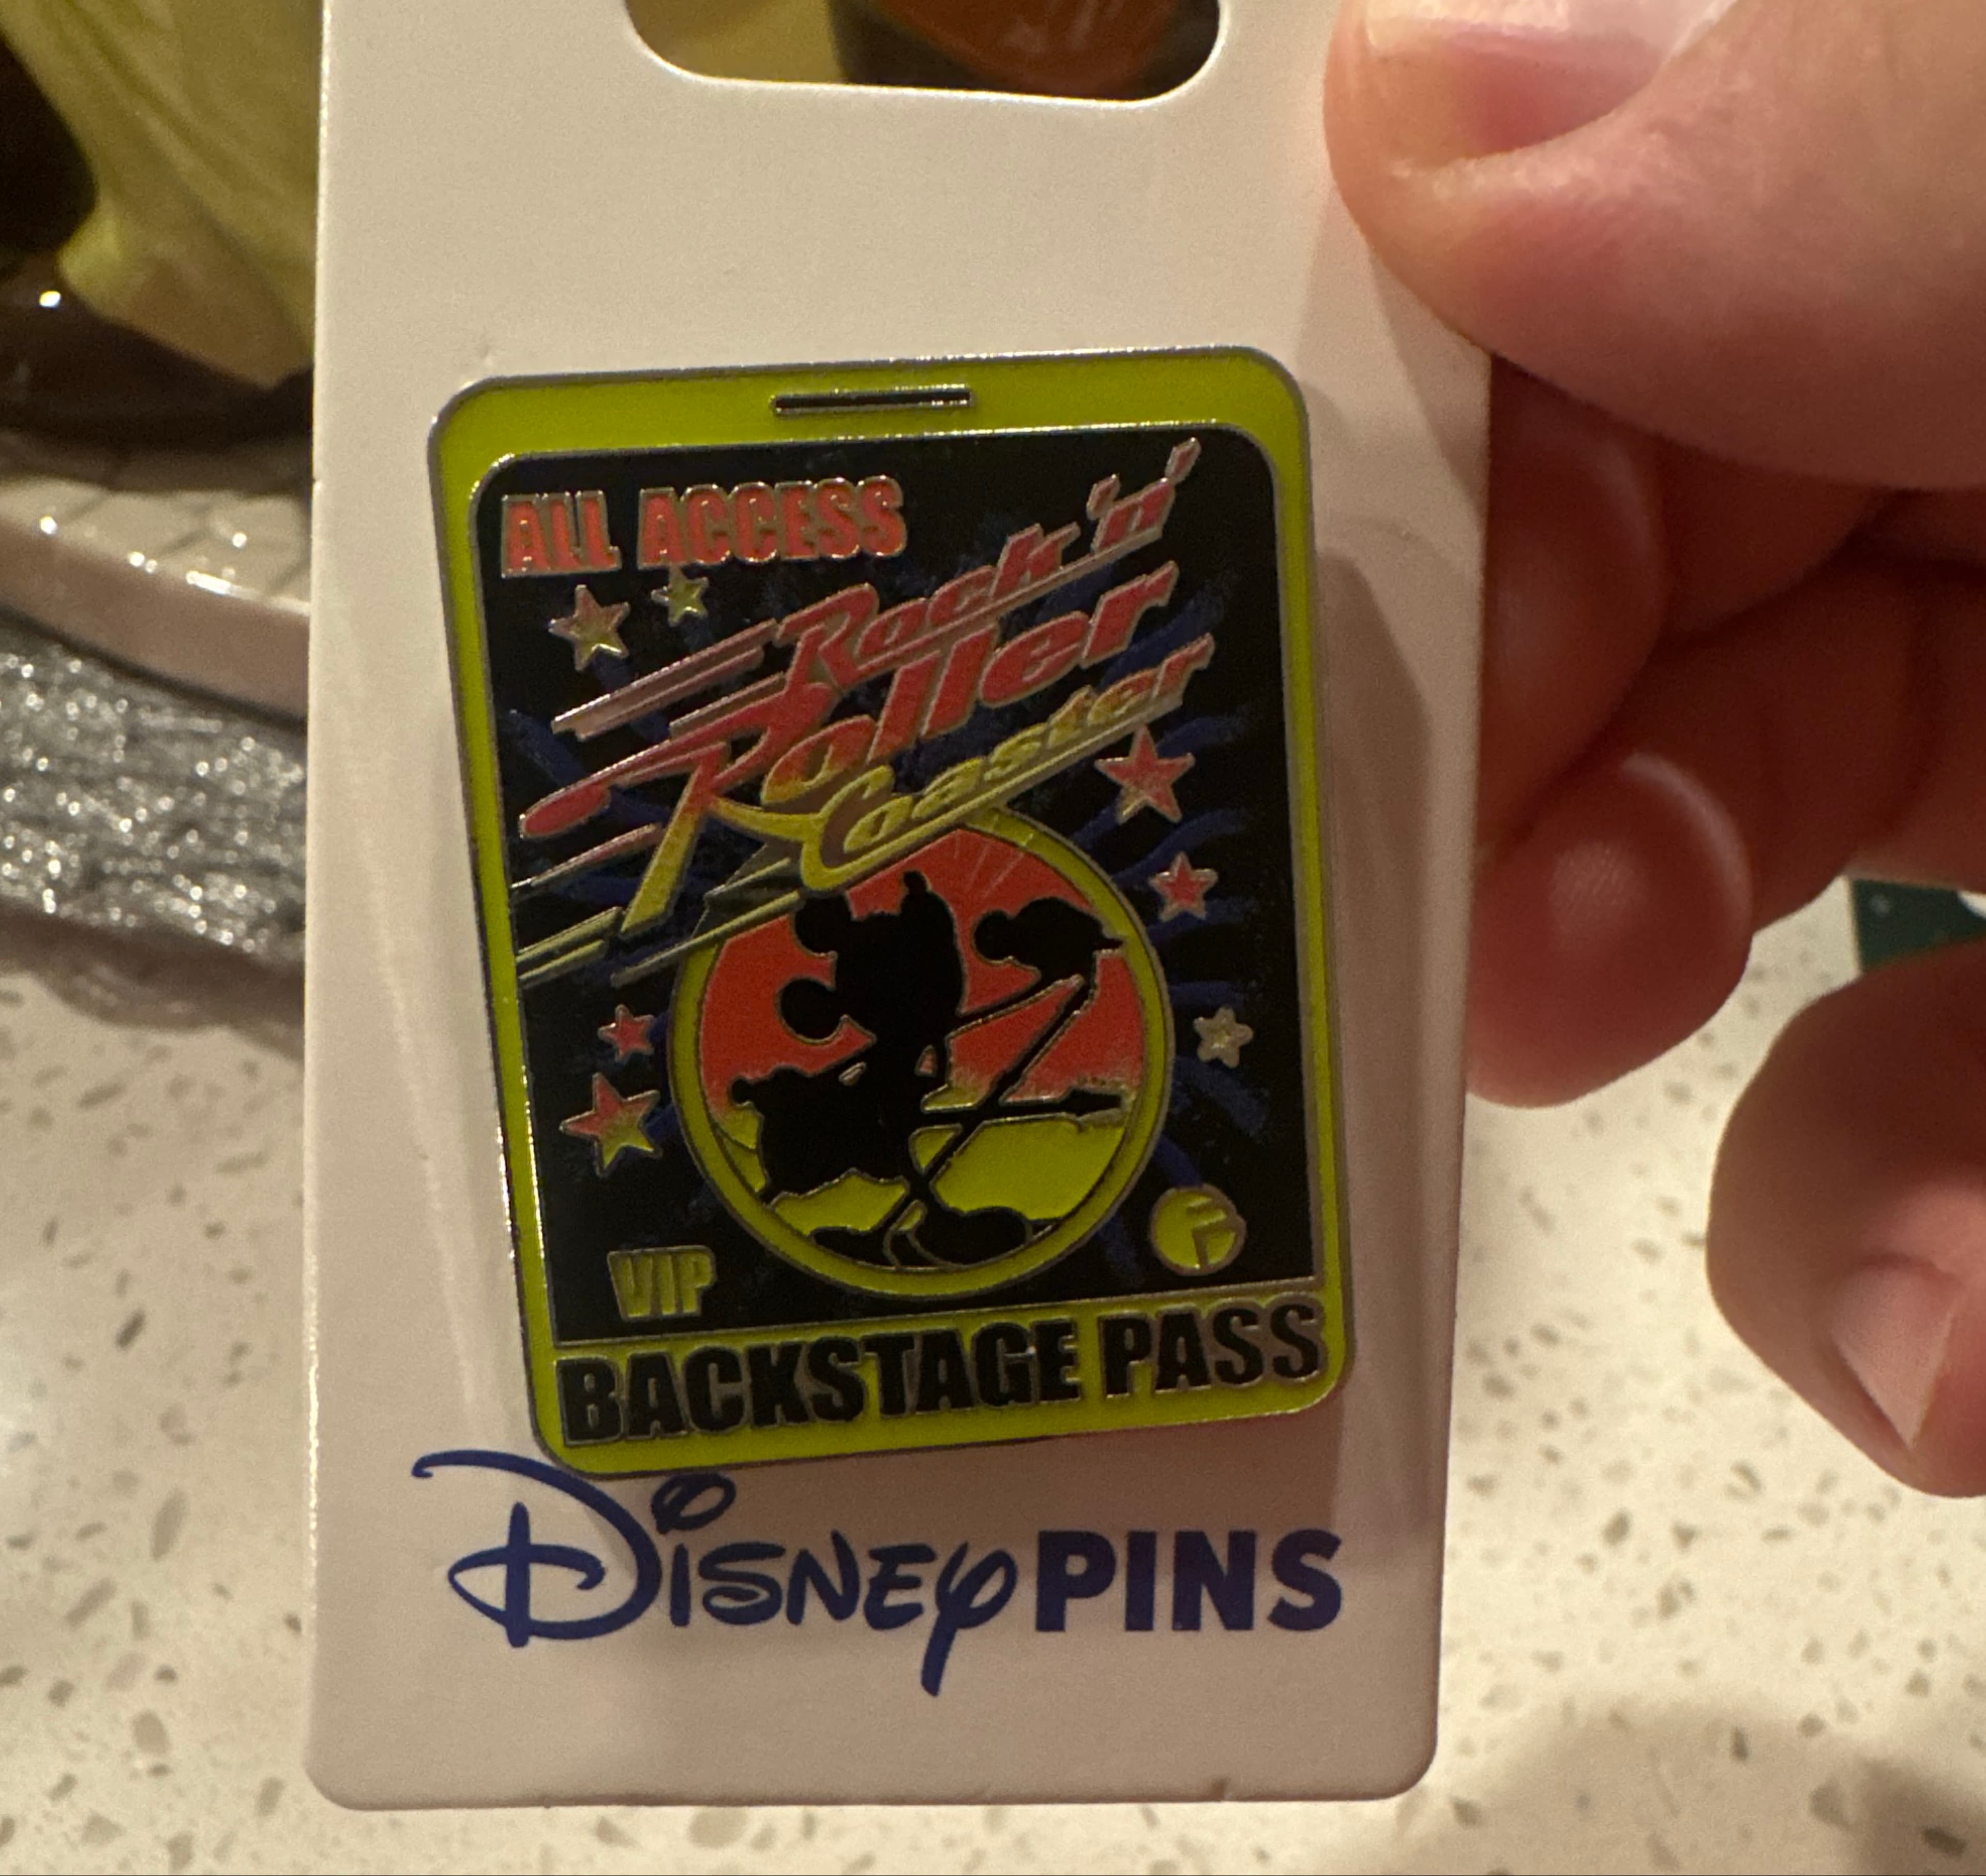 ALL ACCESS
Rock 'n'
Roller
Coaster
VIP
BACKSTAGE PASS
Disney PINS